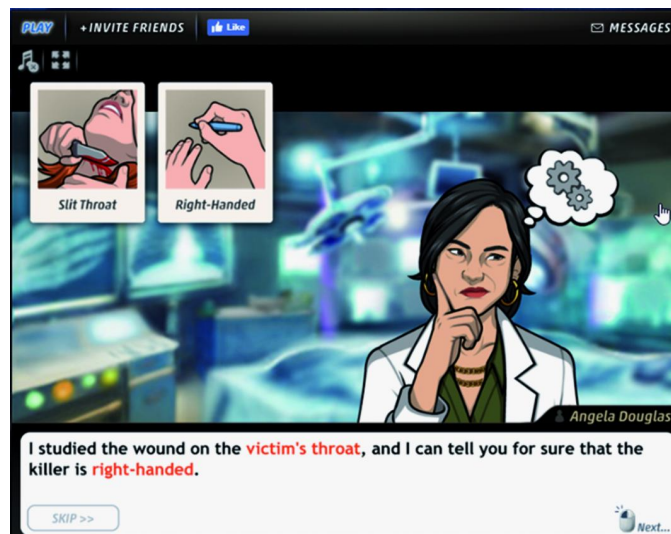 PLAY
+INVITE FRIENDS
Like
MESSAGES
Slit Throat
Right-Handed
Angela Douglas
I studied the wound on the victim's throat, and I can tell you for sure that the
killer is right-handed.
SKIP >>
Next...